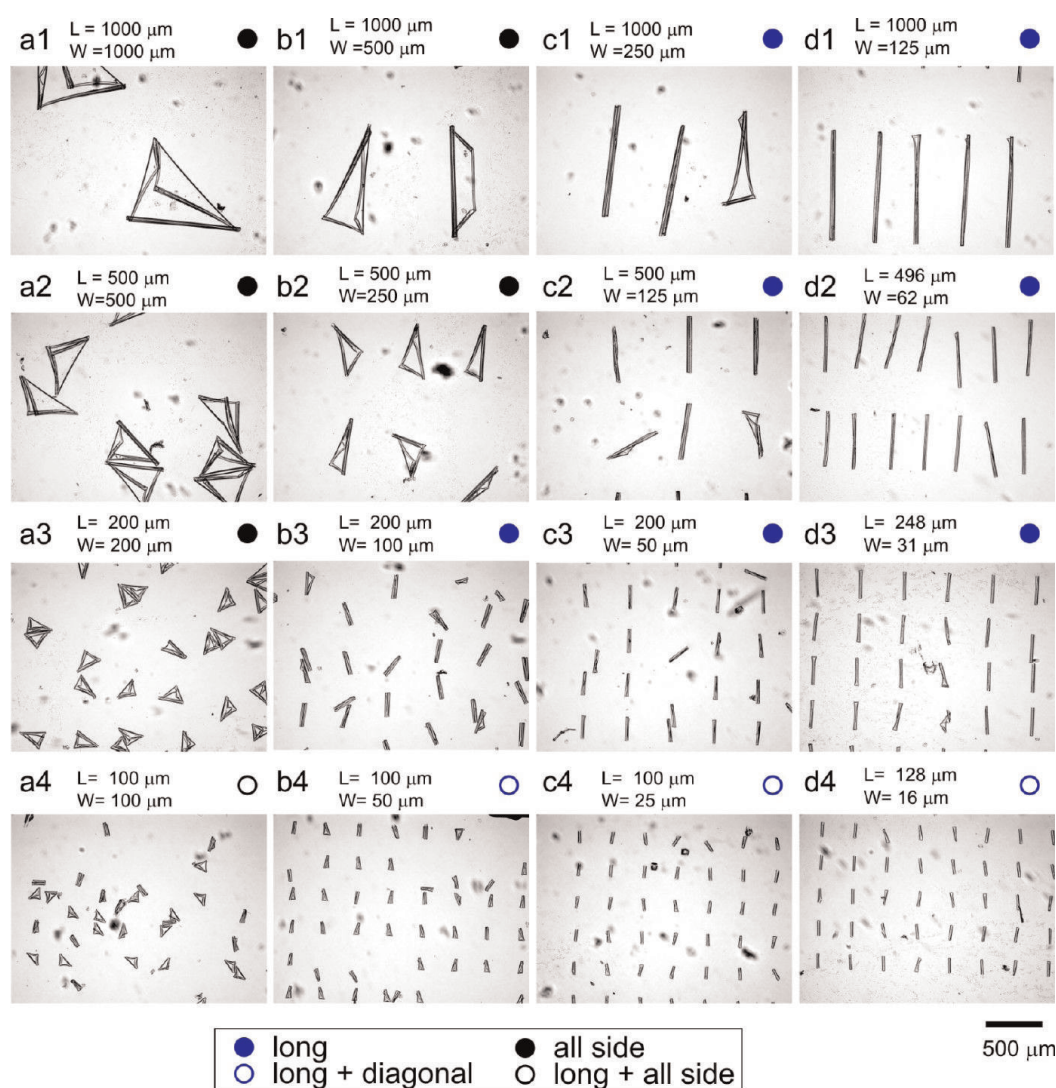 a1 L = 1000 μm
W =1000 μm
b1 L = 1000 μm
W = 500 μm
c1 L = 1000 μm
W =250 μm
d1 L = 1000 μm
W= 125 μm
a2 L = 500 μm
W=500 μm
b2 L = 500 μm
W=250 μm
c2 L = 500 μm
W=125 μm
d2 L = 496 μm
W =62 μm
a3 L= 200 μm
W= 200 μm
b3 L= 200 μm
W= 100 μm
c3 L= 200 μm
W= 50 μm
d3 L= 248 μm
W= 31 μm
a4 L= 100 μm
W= 100 μm
b4 L= 100 μm
W= 50 μm
c4 L= 100 μm
W= 25 μm
d4 L= 128 μm
W= 16 μm
long
all side
long + diagonal
long + all side
500 μm